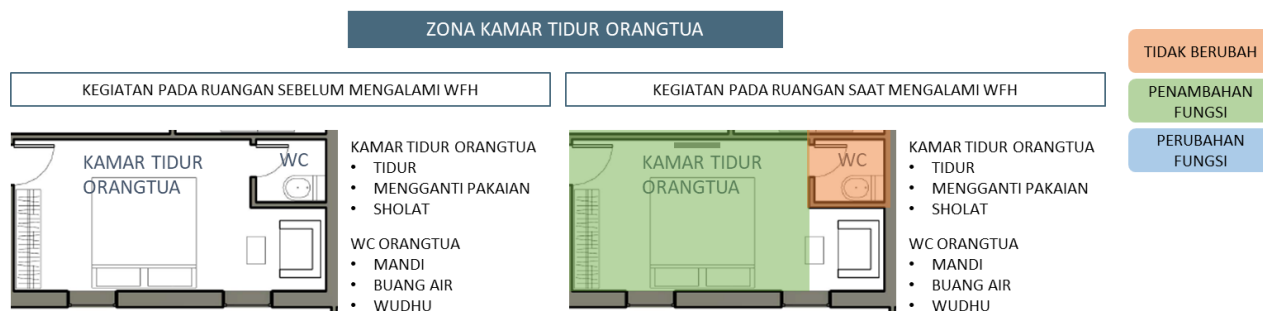 ZONA KAMAR TIDUR ORANGTUA
KEGIATAN PADA RUANGAN SEBELUM MENGALAMI WFH
KAMAR TIDUR
ORANGTUA
WC
KAMAR TIDUR ORANGTUA
• TIDUR
• MENGGANTI PAKAIAN
• SHOLAT
WC ORANGTUA
• MANDI
• BUANG AIR
• WUDHU
KEGIATAN PADA RUANGAN SAAT MENGALAMI WFH
KAMAR TIDUR
ORANGTUA
WC
KAMAR TIDUR ORANGTUA
• TIDUR
• MENGGANTI PAKAIAN
• SHOLAT
WC ORANGTUA
• MANDI
• BUANG AIR
• WUDHU
TIDAK BERUBAH
PENAMBAHAN
FUNGSI
PERUBAHAN
FUNGSI